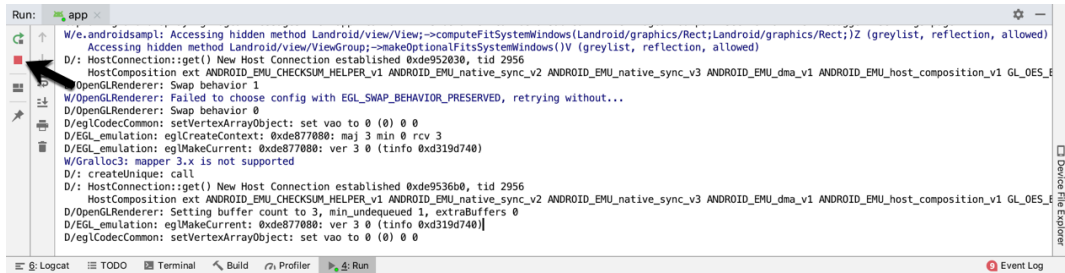 Run: app
W/e.androidsampl: Accessing hidden method Landroid/view/View;->computeFitSystemWindows(Landroid/graphics/Rect;Landroid/graphics/Rect;)Z (greylist, reflection, allowed)
Accessing hidden method Landroid/view/ViewGroup;->makeOptionalFitsSystemWindows()V (greylist, reflection, allowed)
D/: HostConnection::get() New Host Connection established 0xde952030, tid 2956
HostComposition ext ANDROID_EMU_CHECKSUM_HELPER_v1 ANDROID_EMU_native_sync_v2 ANDROID_EMU_native_sync_v3 ANDROID_EMU_dma_v1 ANDROID_EMU_host_composition_v1 GL_OES_E
D/OpenGLRenderer: Swap behavior 1
W/OpenGLRenderer: Failed to choose config with EGL_SWAP_BEHAVIOR_PRESERVED, retrying without...
D/OpenGLRenderer: Swap behavior 0
D/eglCodecCommon: setVertexArrayObject: set vao to 0 (0) 0 0
D/EGL_emulation: eglCreateContext: 0xde877080: maj 3 min 0 rcv 3
D/EGL_emulation: eglMakeCurrent: 0xde877080: ver 3 0 (tinfo 0xd319d740)
W/Gralloc3: mapper 3.x is not supported
D/: createUnique: call
D/: HostConnection::get() New Host Connection established 0xde9536b0, tid 2956
HostComposition ext ANDROID_EMU_CHECKSUM_HELPER_v1 ANDROID_EMU_native_sync_v2 ANDROID_EMU_native_sync_v3 ANDROID_EMU_dma_v1 ANDROID_EMU_host_composition_v1 GL_OES_E
D/OpenGLRenderer: Setting buffer count to 3, min_undequeued 1, extraBuffers 0
D/EGL_emulation: eglMakeCurrent: 0xde877080: ver 3 0 (tinfo 0xd319d740)
D/eglCodecCommon: setVertexArrayObject: set vao to 0 (0) 0 0
Device File Explorer
6: Logcat TODO Terminal Build Profiler 4: Run 9 Event Log